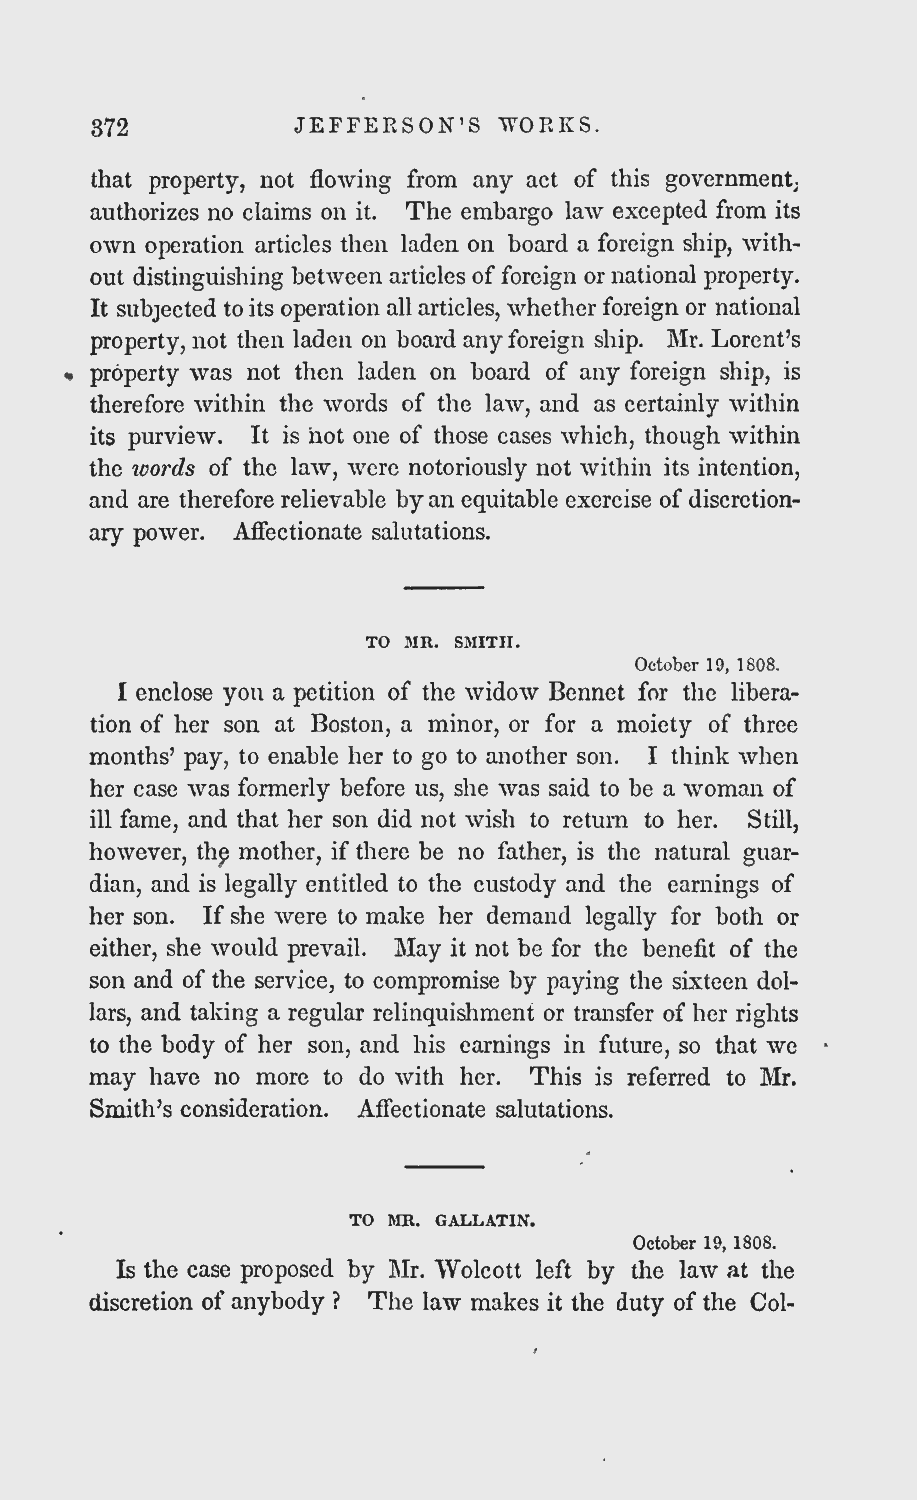 372 JEFFERSON'S WORKS.
that property, not flowing from any act of this government,
authorizes no claims on it. The embargo law excepted from its
own operation articles then laden on board a foreign ship, with-
out distinguishing between articles of foreign or national property.
It subjected to its operation all articles, whether foreign or national
property, not then laden on board any foreign ship. Mr. Lorent's
property was not then laden on board of any foreign ship, is
therefore within the words of the law, and as certainly within
its purview. It is not one of those cases which, though within
the words of the law, were notoriously not within its intention,
and are therefore relievable by an equitable exercise of discretion-
ary power. Affectionate salutations.
TO MR. SMITH.
October 19, 1808.
I enclose you a petition of the widow Bennet for the libera-
tion of her son at Boston, a minor, or for a moiety of three
months' pay, to enable her to go to another son. I think when
her case was formerly before us, she was said to be a woman of
ill fame, and that her son did not wish to return to her. Still,
however, the mother, if there be no father, is the natural guar-
dian, and is legally entitled to the custody and the earnings of
her son. If she were to make her demand legally for both or
either, she would prevail. May it not be for the benefit of the
son and of the service, to compromise by paying the sixteen dol-
lars, and taking a regular relinquishment or transfer of her rights
to the body of her son, and his earnings in future, so that we
may have no more to do with her. This is referred to Mr.
Smith's consideration. Affectionate salutations.
TO MR. GALLATIN.
October 19, 1808.
Is the case proposed by Mr. Wolcott left by the law at the
discretion of anybody? The law makes it the duty of the Col-